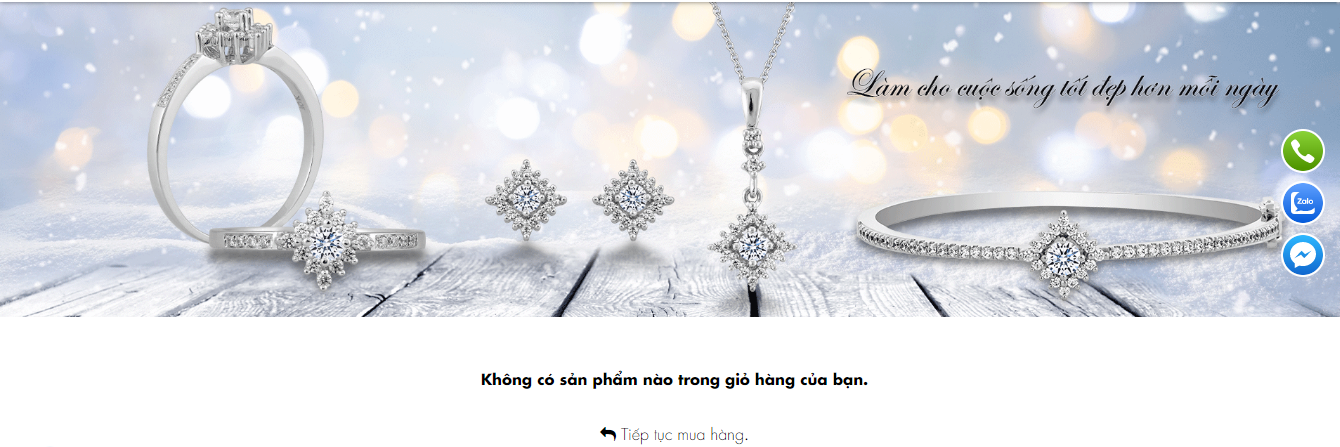 Làm cho cuộc sống tốt đẹp hơn mỗi ngày
Zalo
Không có sản phẩm nào trong giỏ hàng của bạn.
Tiếp tục mua hàng.